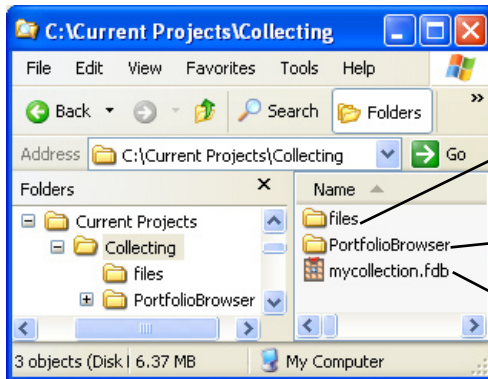 C:\Current Projects\Collecting
File Edit View Favorites Tools Help
Back Search Folders »
Address C:\Current Projects\Collecting Go
Folders x Name
Current Projects
Collecting
files
PortfolioBrowser
files
PortfolioBrowser
mycollection.fdb
3 objects (Disk 6.37 MB My Computer